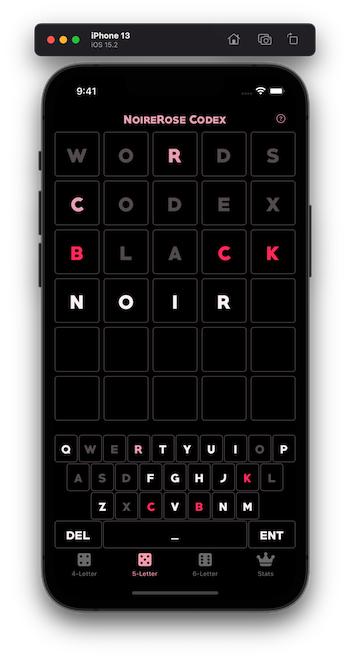 iPhone 13
iOS 15.2
9:41
NoireRose Codex
W O R D S
C O D E X
B L A C K
N O I R
Q W E R T Y U I O P
A S D F G H J K L
Z X C V B N M
DEL _ ENT
4-Letter 5-Letter 6-Letter Stats